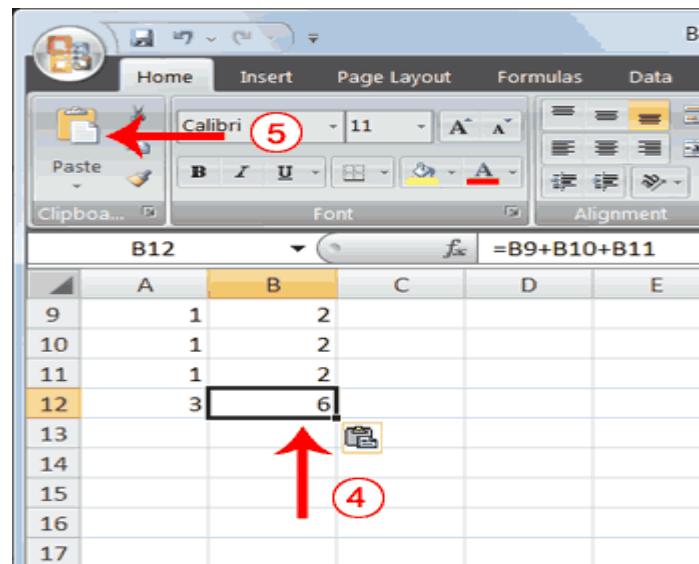 B
Home Insert Page Layout Formulas Data
Calibri 11 A A
5
Paste
B I U A
Clipboa... Font Alignment
B12 fx =B9+B10+B11
A B C D E
9 1 2
10 1 2
11 1 2
12 3 6
13
14
15 4
16
17